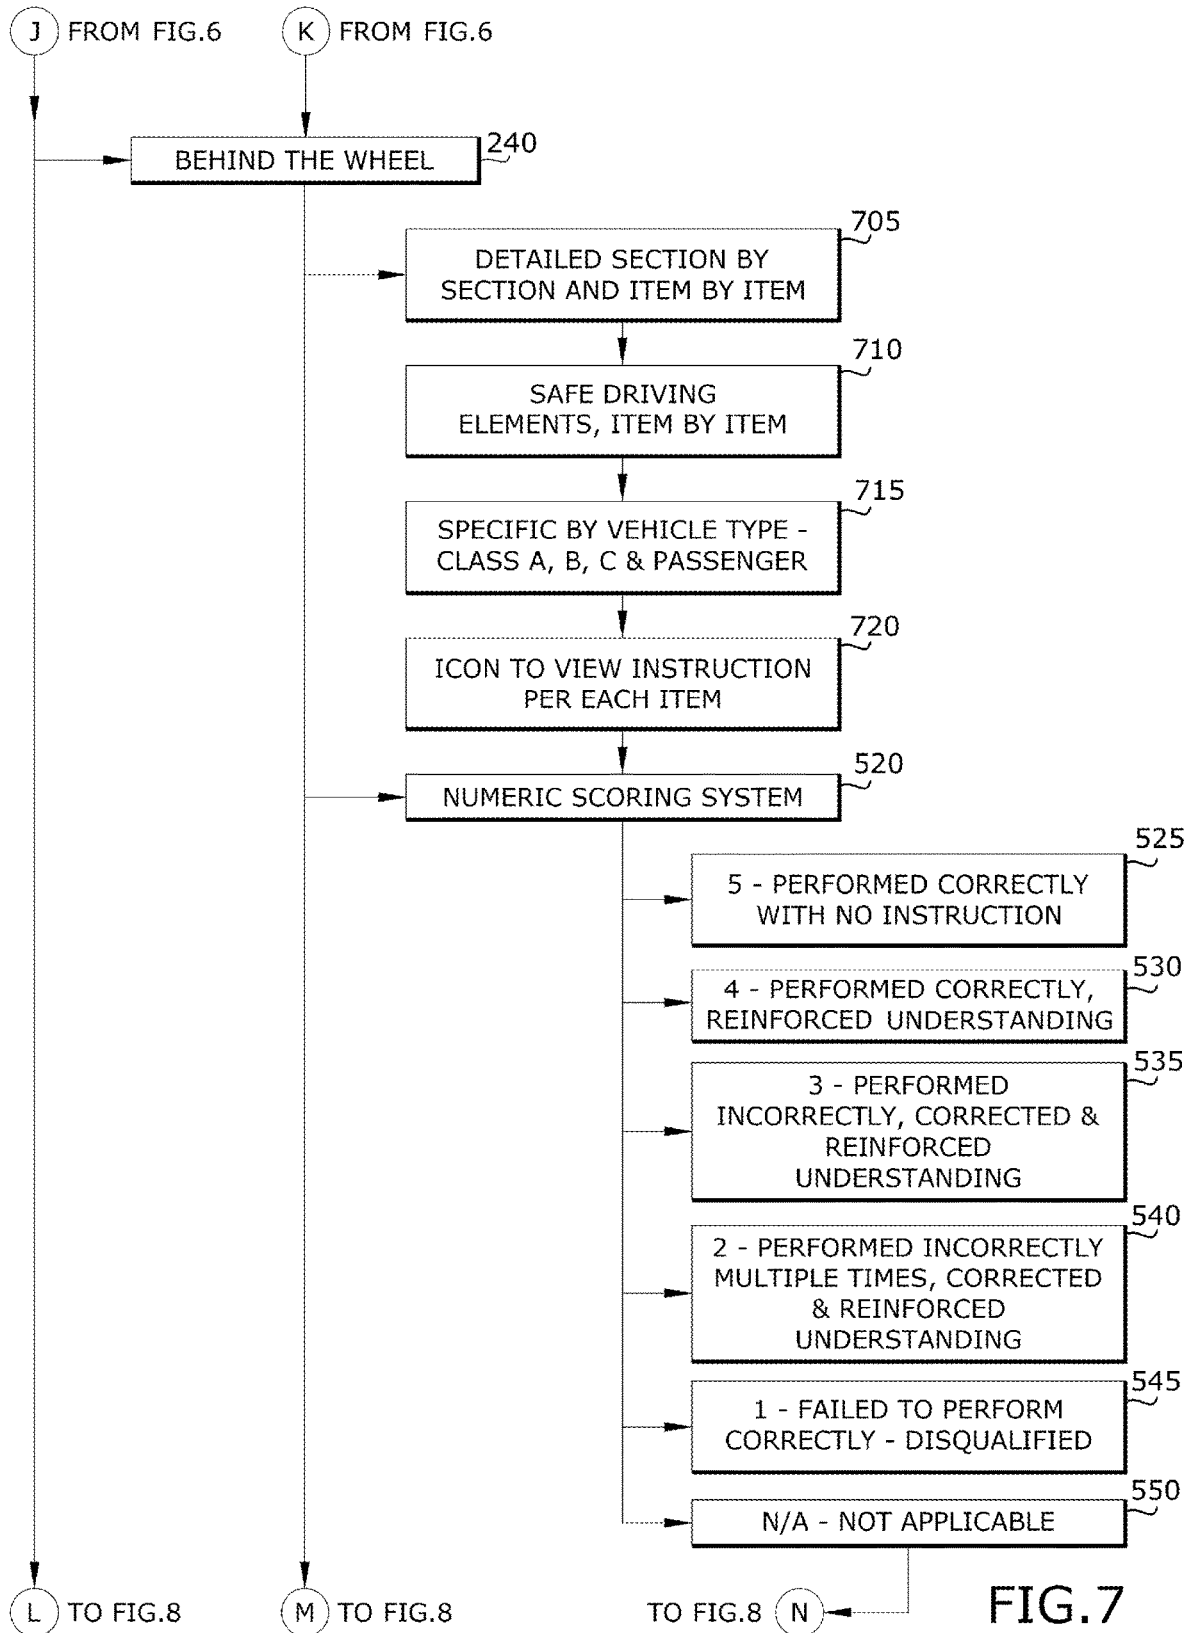 J FROM FIG.6
K FROM FIG.6
240
BEHIND THE WHEEL
705
DETAILED SECTION BY
SECTION AND ITEM BY ITEM
710
SAFE DRIVING
ELEMENTS, ITEM BY ITEM
715
SPECIFIC BY VEHICLE TYPE -
CLASS A, B, C & PASSENGER
720
ICON TO VIEW INSTRUCTION
PER EACH ITEM
520
NUMERIC SCORING SYSTEM
525
5 - PERFORMED CORRECTLY
WITH NO INSTRUCTION
530
4 - PERFORMED CORRECTLY,
REINFORCED UNDERSTANDING
535
3 - PERFORMED
INCORRECTLY, CORRECTED &
REINFORCED
UNDERSTANDING
540
2 - PERFORMED INCORRECTLY
MULTIPLE TIMES, CORRECTED
& REINFORCED
UNDERSTANDING
545
1 - FAILED TO PERFORM
CORRECTLY - DISQUALIFIED
550
N/A - NOT APPLICABLE
L TO FIG.8
M TO FIG.8
TO FIG.8 N
FIG.7